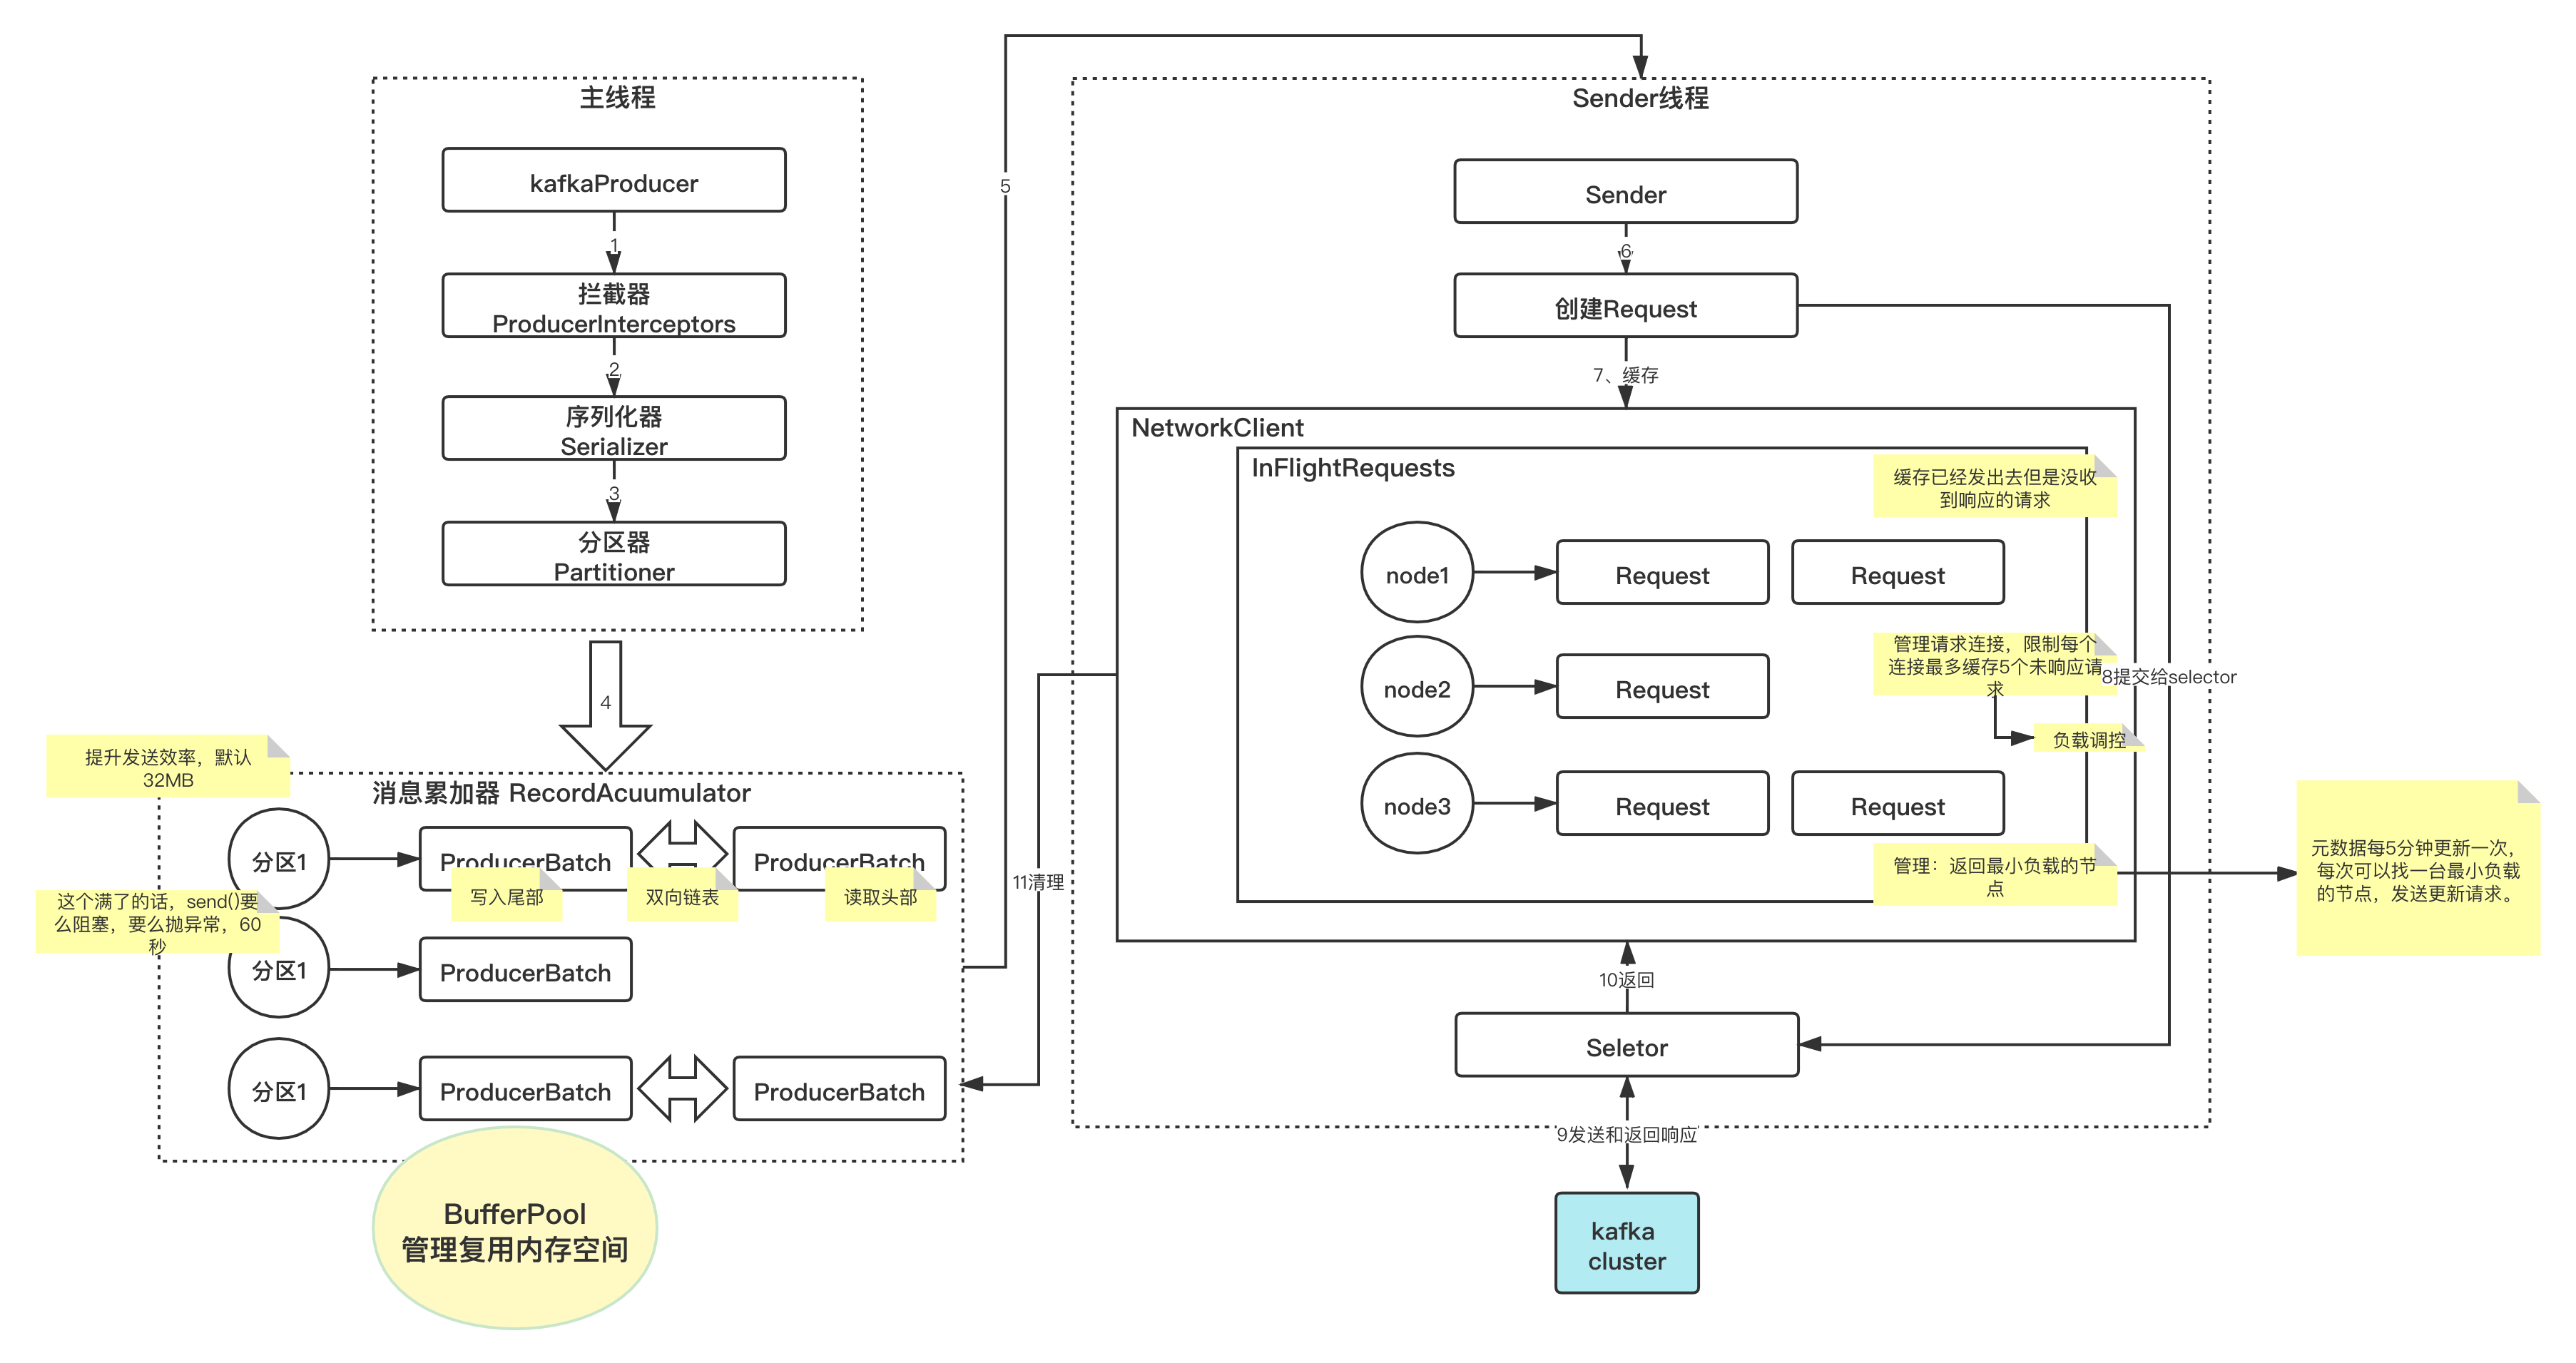 主线程
kafkaProducer
1
拦截器
ProducerInterceptors
2
序列化器
Serializer
3
分区器
Partitioner
4
提升发送效率，默认
32MB
消息累加器 RecordAcuumulator
分区1
ProducerBatch
ProducerBatch
写入尾部
双向链表
读取头部
这个满了的话，send()要
么阻塞，要么抛异常，60
秒
分区1
ProducerBatch
分区1
ProducerBatch
ProducerBatch
BufferPool
管理复用内存空间
5
11清理
Sender线程
Sender
6
创建Request
7、缓存
NetworkClient
InFlightRequests
缓存已经发出去但是没收
到响应的请求
node1
Request
Request
管理请求连接，限制每个
连接最多缓存5个未响应请
求
8提交给selector
node2
Request
负载调控
node3
Request
Request
管理：返回最小负载的节
点
元数据每5分钟更新一次，
每次可以找一台最小负载
的节点，发送更新请求。
10返回
Seletor
9发送和返回响应
kafka
cluster